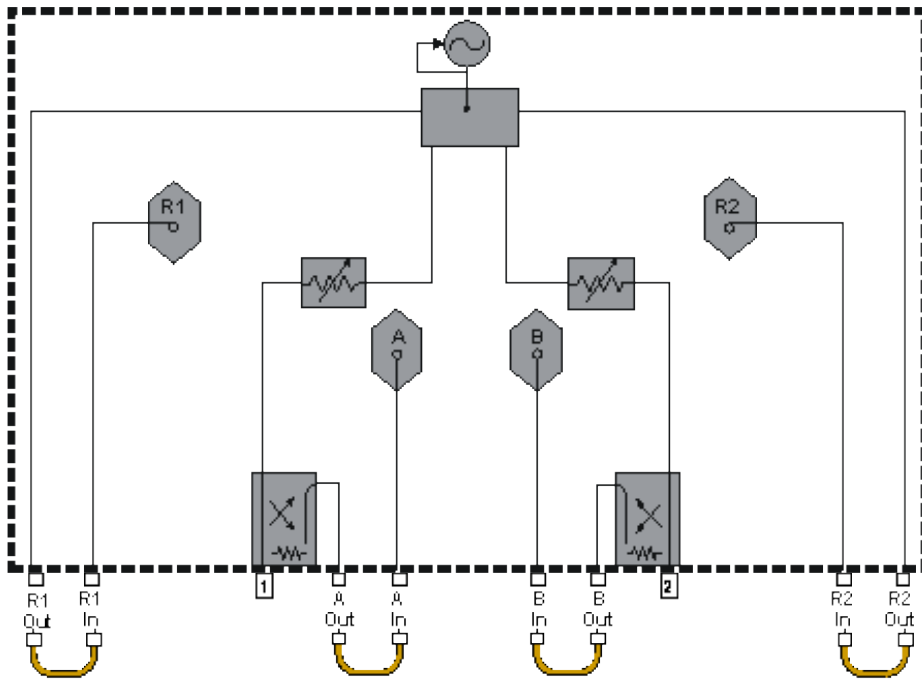 R1
R2
A
B
1
2
R1 Out
R1 In
A Out
A In
B In
B Out
R2 In
R2 Out